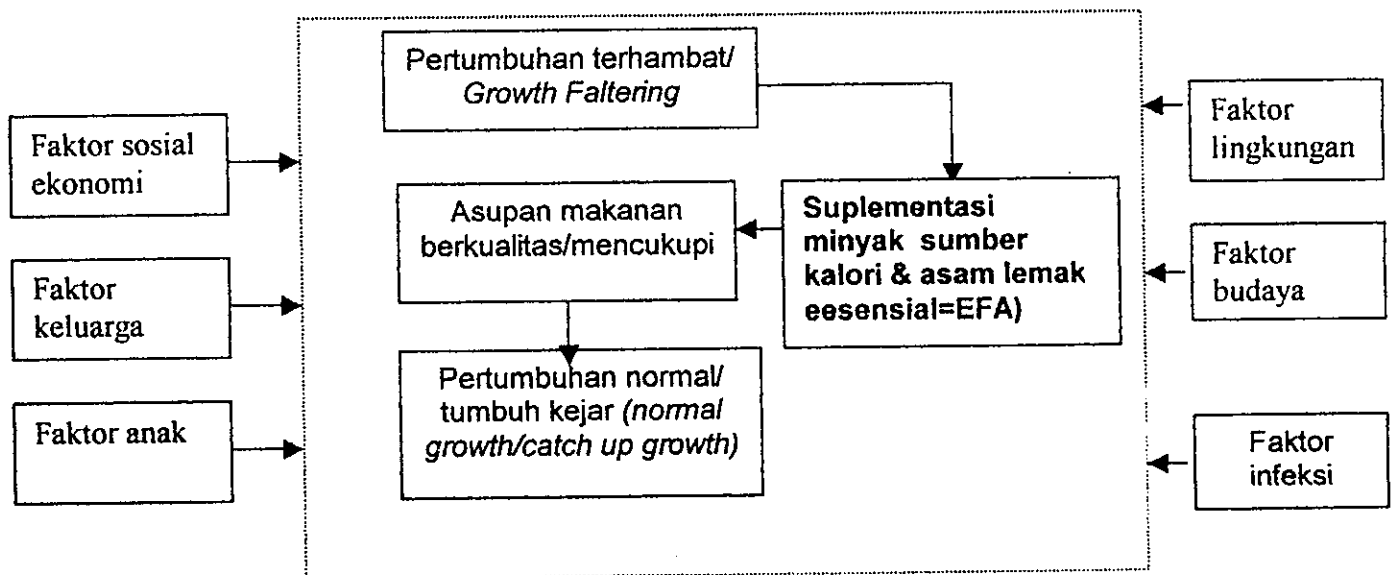 Pertumbuhan terhambat/
Growth Faltering
Faktor sosial
ekonomi
Faktor
keluarga
Faktor anak
Asupan makanan
berkualitas/mencukupi
Suplementasi
minyak sumber
kalori & asam lemak
eesensial=EFA)
Pertumbuhan normal/
tumbuh kejar (normal
growth/catch up growth)
Faktor
lingkungan
Faktor
budaya
Faktor
infeksi